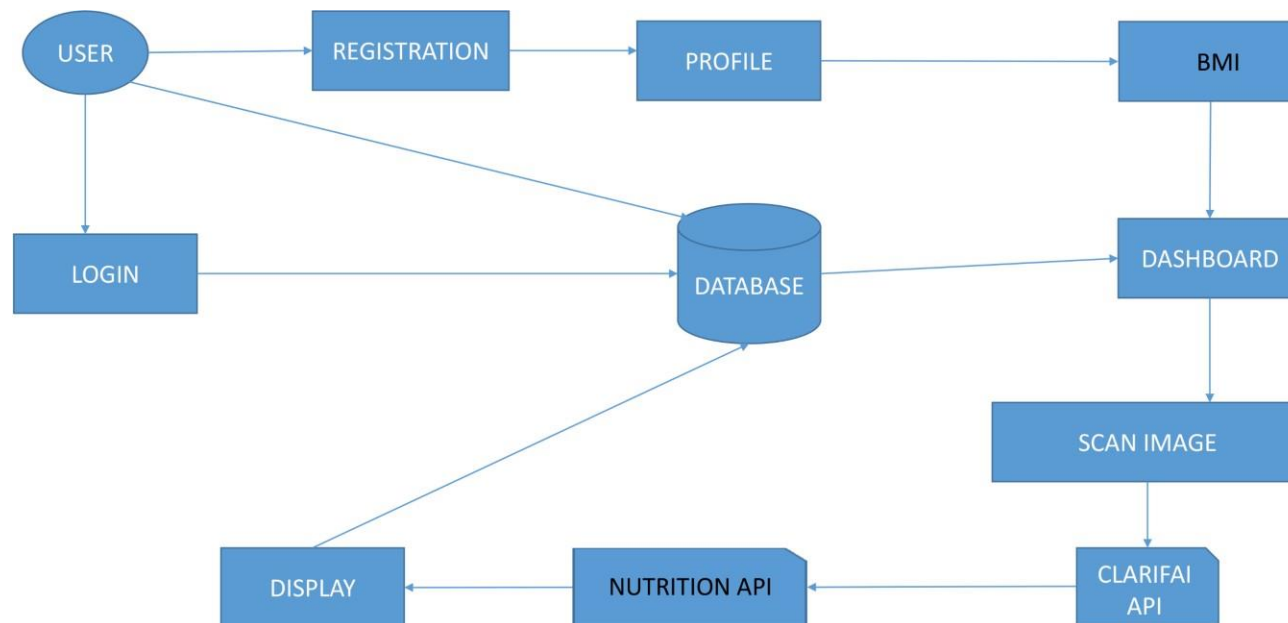 USER
REGISTRATION
PROFILE
BMI
LOGIN
DATABASE
DASHBOARD
SCAN IMAGE
DISPLAY
NUTRITION API
CLARIFAI
API